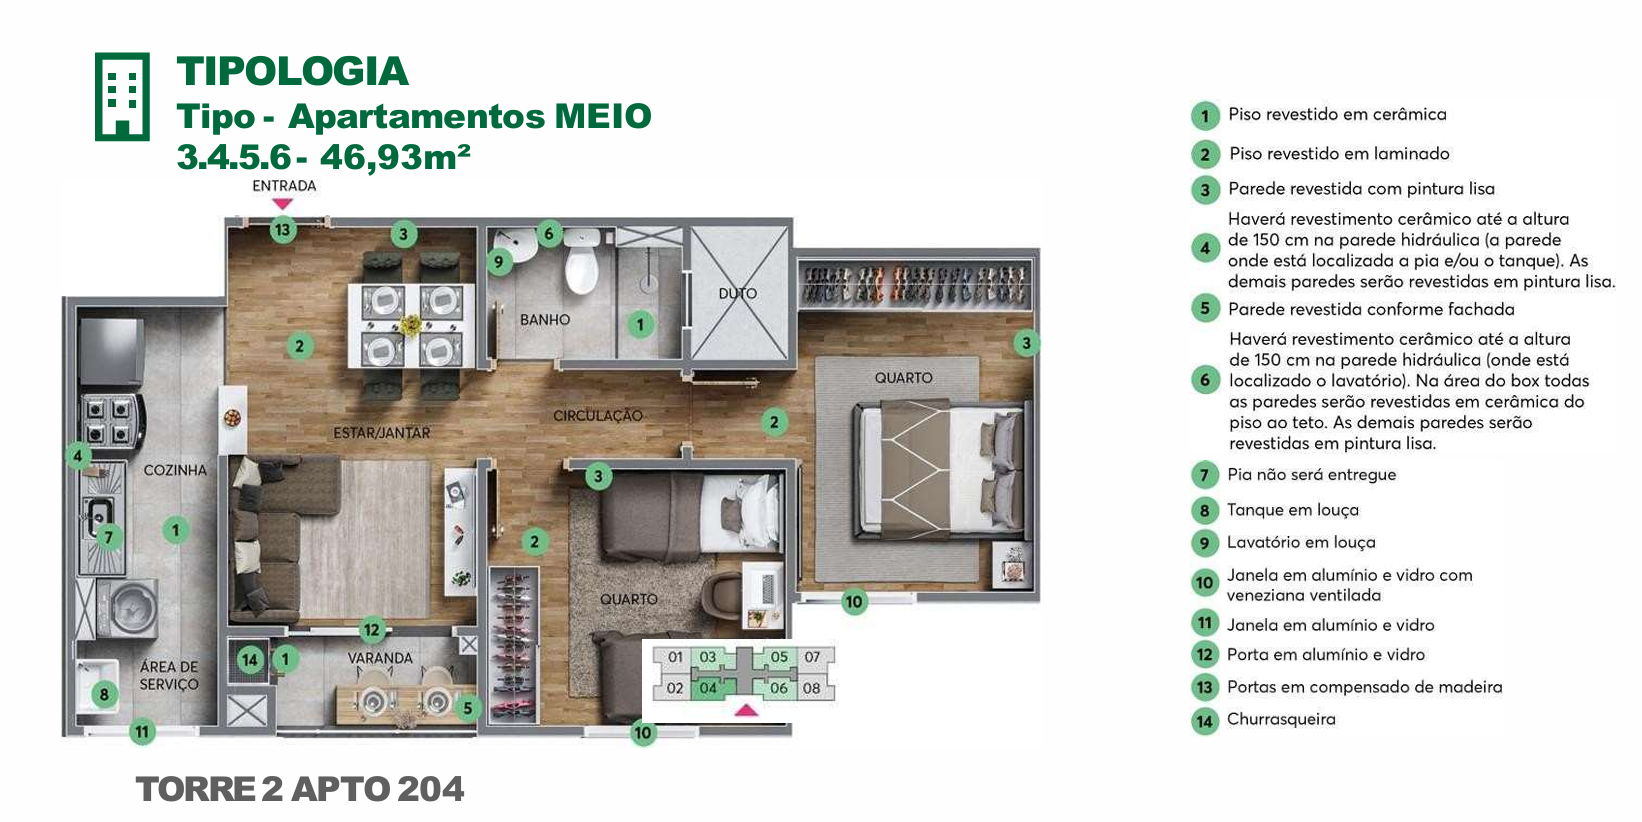 TIPOLOGIA
Tipo - Apartamentos MEIO
3.4.5.6 - 46,93m²
ENTRADA
13
3
6
9
DUTO
BANHO
1
2
3
QUARTO
CIRCULAÇÃO
2
ESTAR/JANTAR
4
COZINHA
3
1
7
2
QUARTO
10
12
14
1
VARANDA
ÁREA DE
SERVIÇO
8
5
11
10
01 03 05 07
02 04 06 08
1 Piso revestido em cerâmica
2 Piso revestido em laminado
3 Parede revestida com pintura lisa
Haverá revestimento cerâmico até a altura
4 de 150 cm na parede hidráulica (a parede
onde está localizada a pia e/ou o tanque). As
demais paredes serão revestidas em pintura lisa.
5 Parede revestida conforme fachada
Haverá revestimento cerâmico até a altura
de 150 cm na parede hidráulica (onde está
6 localizado o lavatório). Na área do box todas
as paredes serão revestidas em cerâmica do
piso ao teto. As demais paredes serão
revestidas em pintura lisa.
7 Pia não será entregue
8 Tanque em louça
9 Lavatório em louça
10 Janela em alumínio e vidro com
veneziana ventilada
11 Janela em alumínio e vidro
12 Porta em alumínio e vidro
13 Portas em compensado de madeira
14 Churrasqueira
TORRE 2 APTO 204